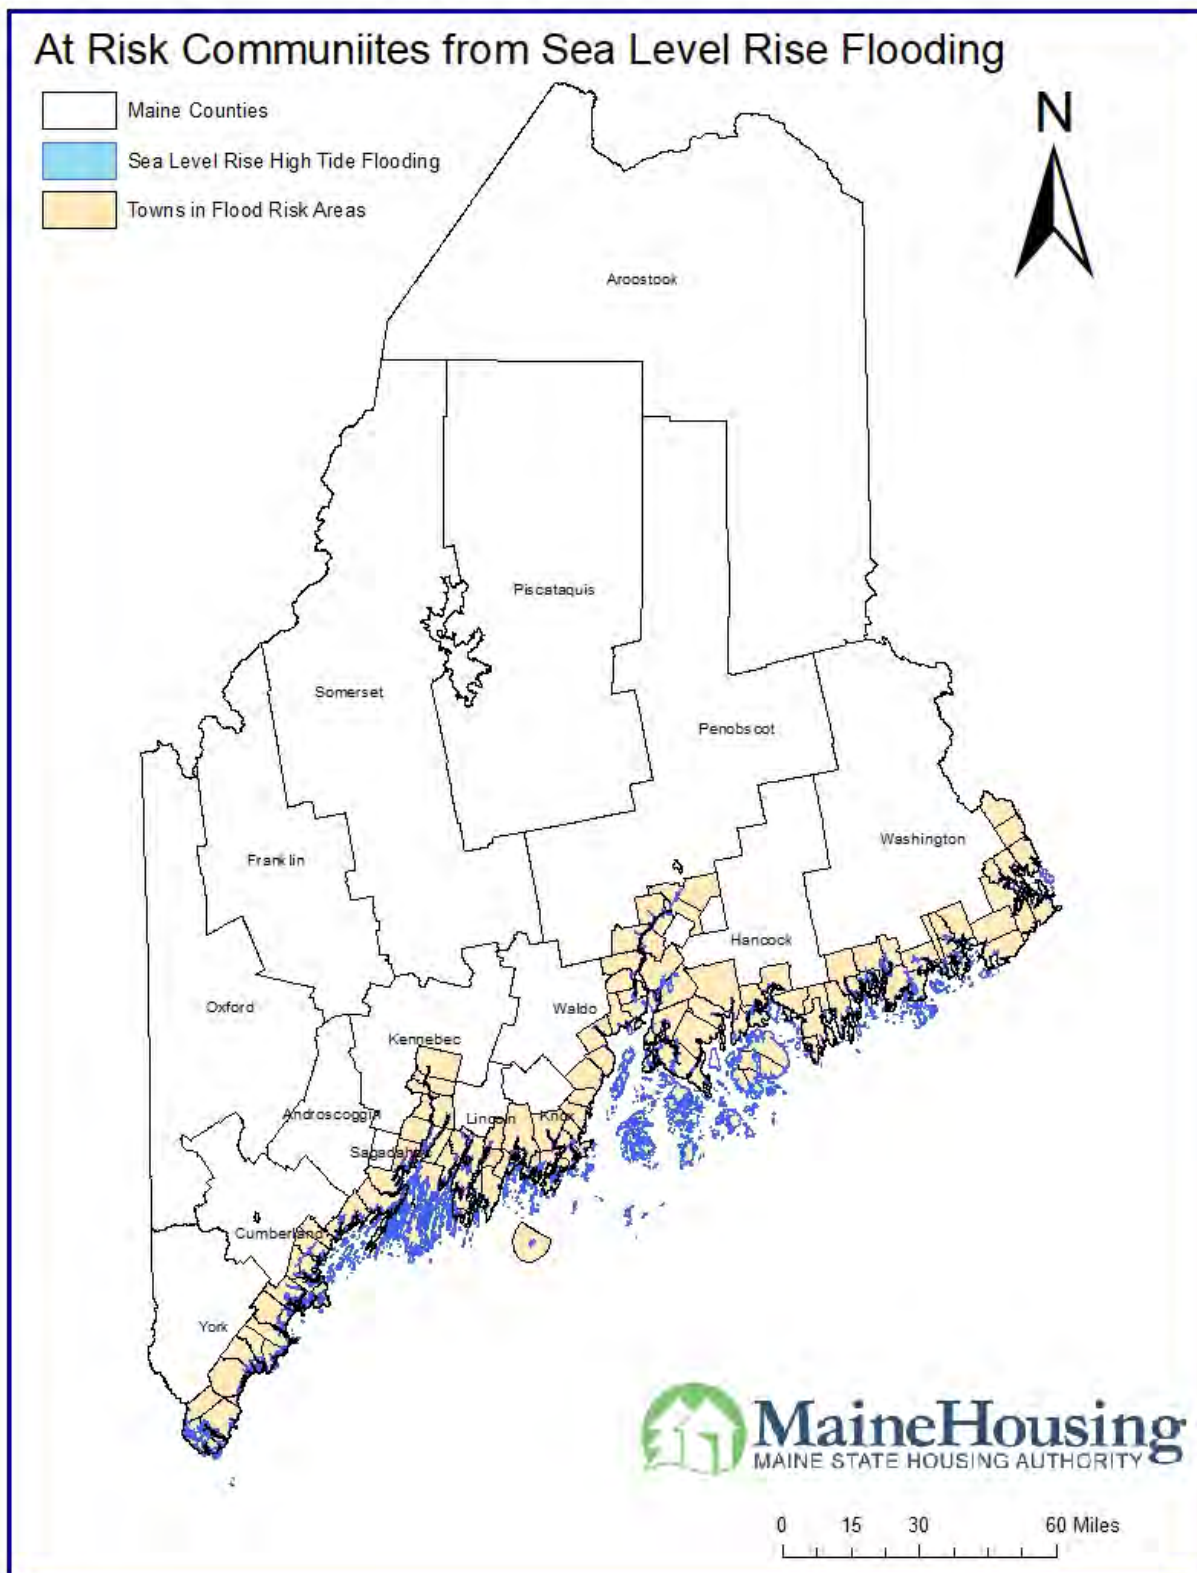 At Risk Communiites from Sea Level Rise Flooding
Maine Counties
Sea Level Rise High Tide Flooding
Towns in Flood Risk Areas
N
Aroostook
Piscataquis
Somerset
Penobscot
Washington
Franklin
Hancock
Oxford
Waldo
Kennebec
Androscoggin
Lincoln
Knox
Sagadahoc
Cumberland
York
MaineHousing
MAINE STATE HOUSING AUTHORITY
0 15 30 60 Miles